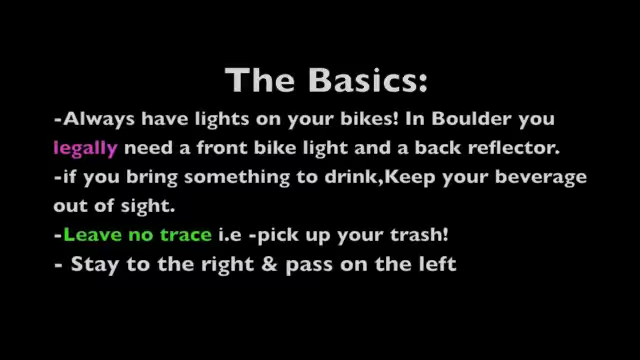 The Basics:
-Always have lights on your bikes! In Boulder you
legally need a front bike light and a back reflector.
-if you bring something to drink,Keep your beverage
out of sight.
-Leave no trace i.e -pick up your trash!
- Stay to the right & pass on the left